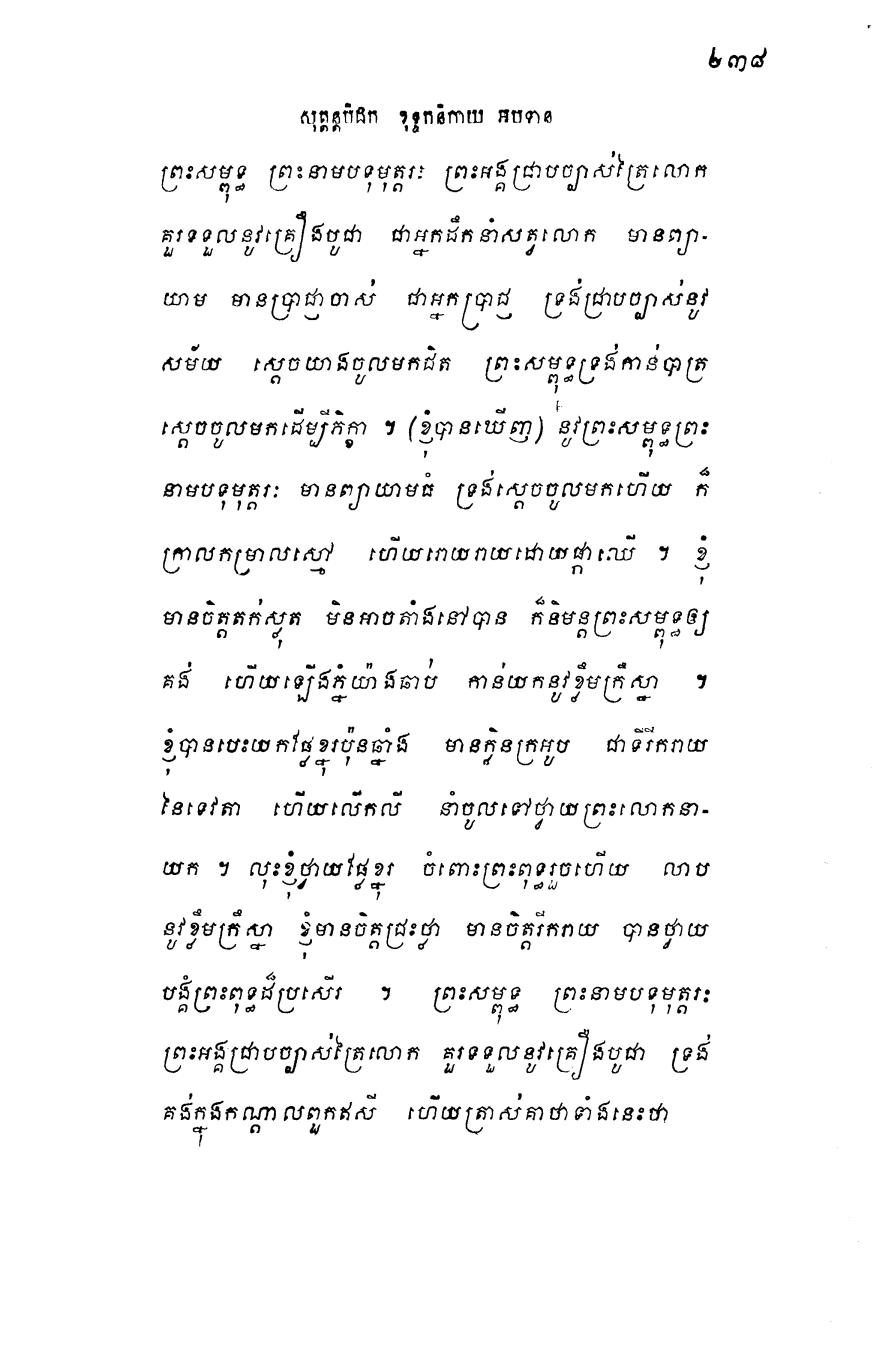 ២៣៨
សុត្តន្តបិដក ខុទ្ទកនិកាយ អបទាន
ព្រះសម្ពុទ្ធ ព្រះនាមបទុមុត្តរៈ ព្រះអង្គជ្រាបច្បាស់ត្រៃលោក
គួរទទួលនូវគ្រឿងបូជា ជាអ្នកដឹកនាំសត្វលោក មានព្យា-
យាម មានប្រាជ្ញាចាស់ ជាអ្នកប្រាជ្ញ ទ្រង់ជ្រាបច្បាស់នូវ
សម័យ ស្តេចយាងចូលមកជិត ព្រះសម្ពុទ្ធទ្រង់កាន់បាត្រ
ស្តេចចូលមកដើម្បីភិក្ខា ។ (ខ្ញុំបានឃើញ) នូវព្រះសម្ពុទ្ធព្រះ
នាមបទុមុត្តរៈ មានព្យាយាមធំ ទ្រង់ស្តេចចូលមកហើយ ក៏
ក្រាលកម្រាលស្មៅ ហើយរោយរាយដោយផ្កាឈើ ។ ខ្ញុំ
មានចិត្តតក់ស្លុត មិនអាចតាំងនៅបាន ក៏និមន្តព្រះសម្ពុទ្ធឲ្យ
គង់ ហើយឡើងភ្នំយ៉ាងឆាប់ កាន់យកនូវខ្លឹមក្រឹស្នា ។
ខ្ញុំបានបេះយកផ្លែខ្នុរប៉ុនឆ្នាំង មានក្លិនក្រអូប ជាទីរីករាយ
នៃទេវតា ហើយលើកលី នាំចូលទៅថ្វាយព្រះលោកនា-
យក ។ លុះខ្ញុំថ្វាយផ្លែខ្នុរ ចំពោះព្រះពុទ្ធរួចហើយ លាប
នូវខ្លឹមក្រឹស្នា ខ្ញុំមានចិត្តជ្រះថ្លា មានចិត្តរីករាយ បានថ្វាយ
បង្គំព្រះពុទ្ធដ៏ប្រសើរ ។ ព្រះសម្ពុទ្ធ ព្រះនាមបទុមុត្តរៈ
ព្រះអង្គជ្រាបច្បាស់ត្រៃលោក គួរទទួលនូវគ្រឿងបូជា ទ្រង់
គង់ក្នុងកណ្តាលពួកឥសី ហើយត្រាស់គាថាទាំងនេះថា